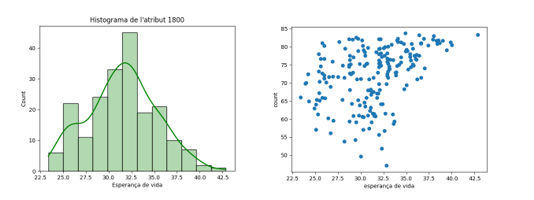 Histograma de l'atribut 1800
Count
40
30
20
10
0
22.5 25.0 27.5 30.0 32.5 35.0 37.5 40.0 42.5
Esperança de vida
count
85
80
75
70
65
60
55
50
22.5 25.0 27.5 30.0 32.5 35.0 37.5 40.0 42.5
esperança de vida